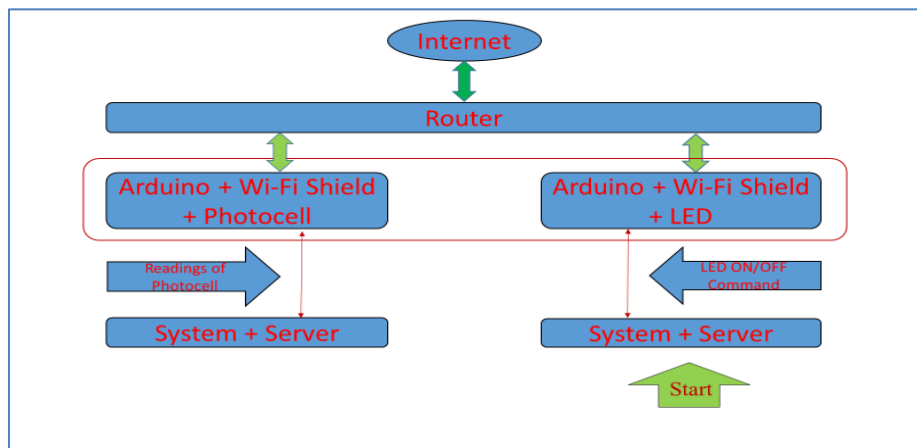 Internet
Router
Arduino + Wi-Fi Shield
+ Photocell
Arduino + Wi-Fi Shield
+ LED
Readings of
Photocell
LED ON/OFF
Command
System + Server
System + Server
Start